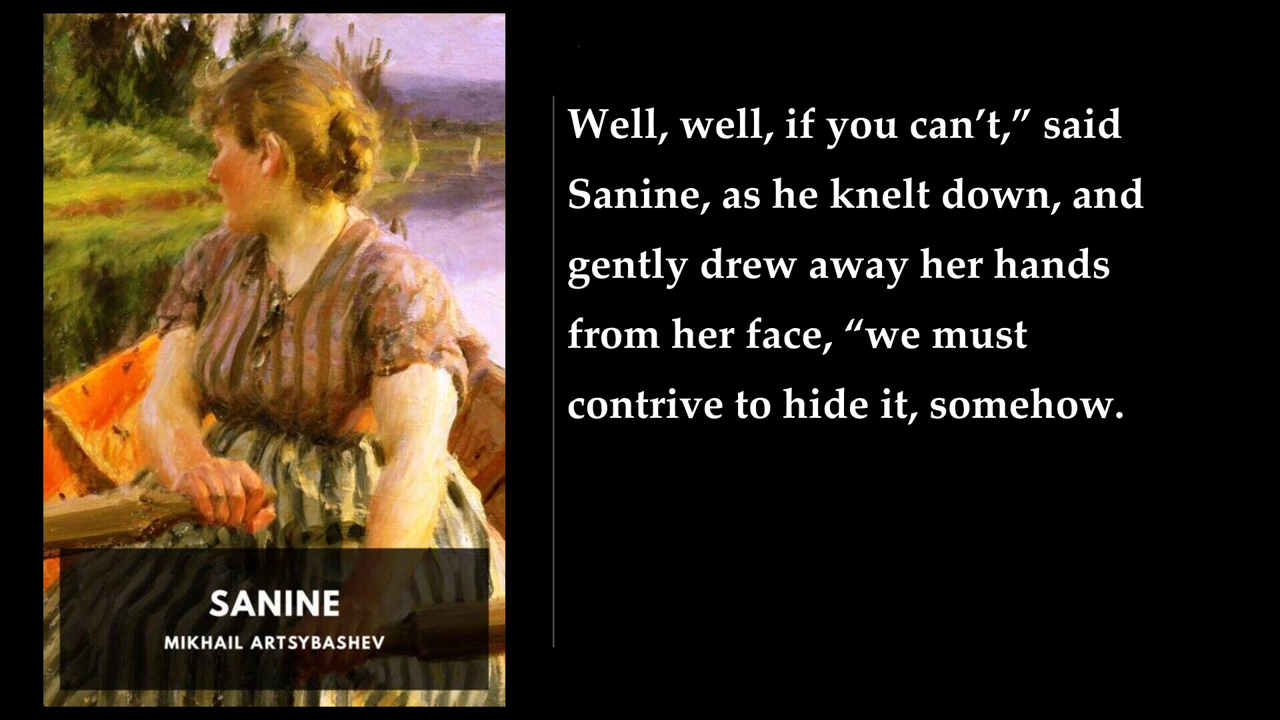 SANINE
MIKHAIL ARTSYBASHEV
Well, well, if you can’t,” said
Sanine, as he knelt down, and
gently drew away her hands
from her face, “we must
contrive to hide it, somehow.